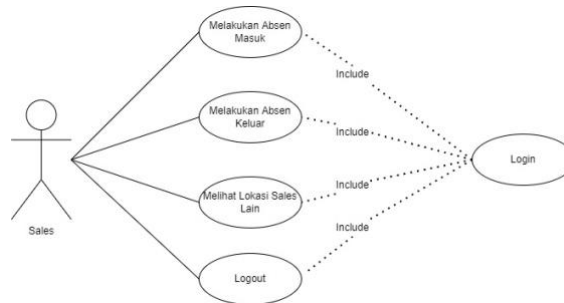 Melakukan Absen
Masuk
Include
Melakukan Absen
Keluar
Include
Login
Include
Melihat Lokasi Sales
Lain
Include
Sales
Logout